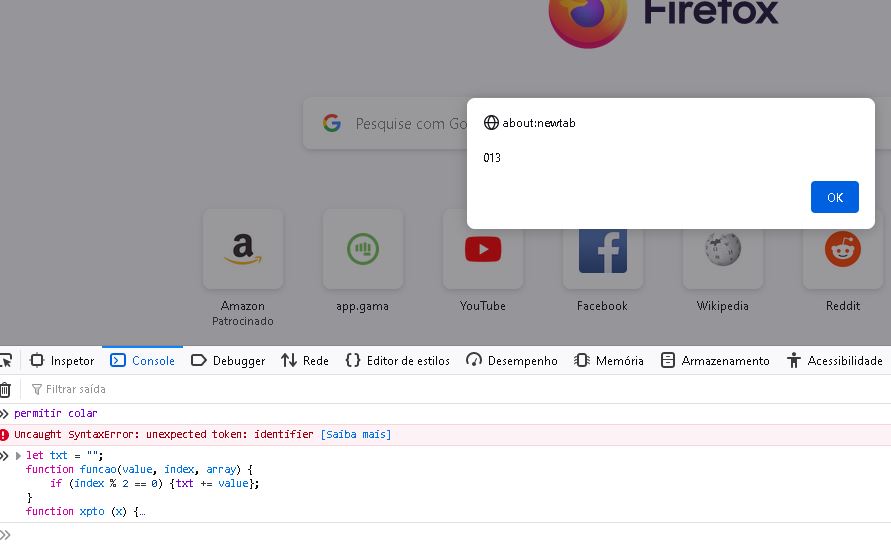 Firefox
Pesquise com Go
about:newtab
013
OK
Amazon
Patrocinado
app.gama
YouTube
Facebook
Wikipedia
Reddit
Inspetor
Console
Debugger
Rede
Editor de estilos
Desempenho
Memória
Armazenamento
Acessibilidade
Filtrar saída
permitir colar
Uncaught SyntaxError: unexpected token: identifier [Saiba mais]
let txt = "";
function funcao(value, index, array) {
if (index % 2 == 0) {txt += value};
}
function xpto (x) {…